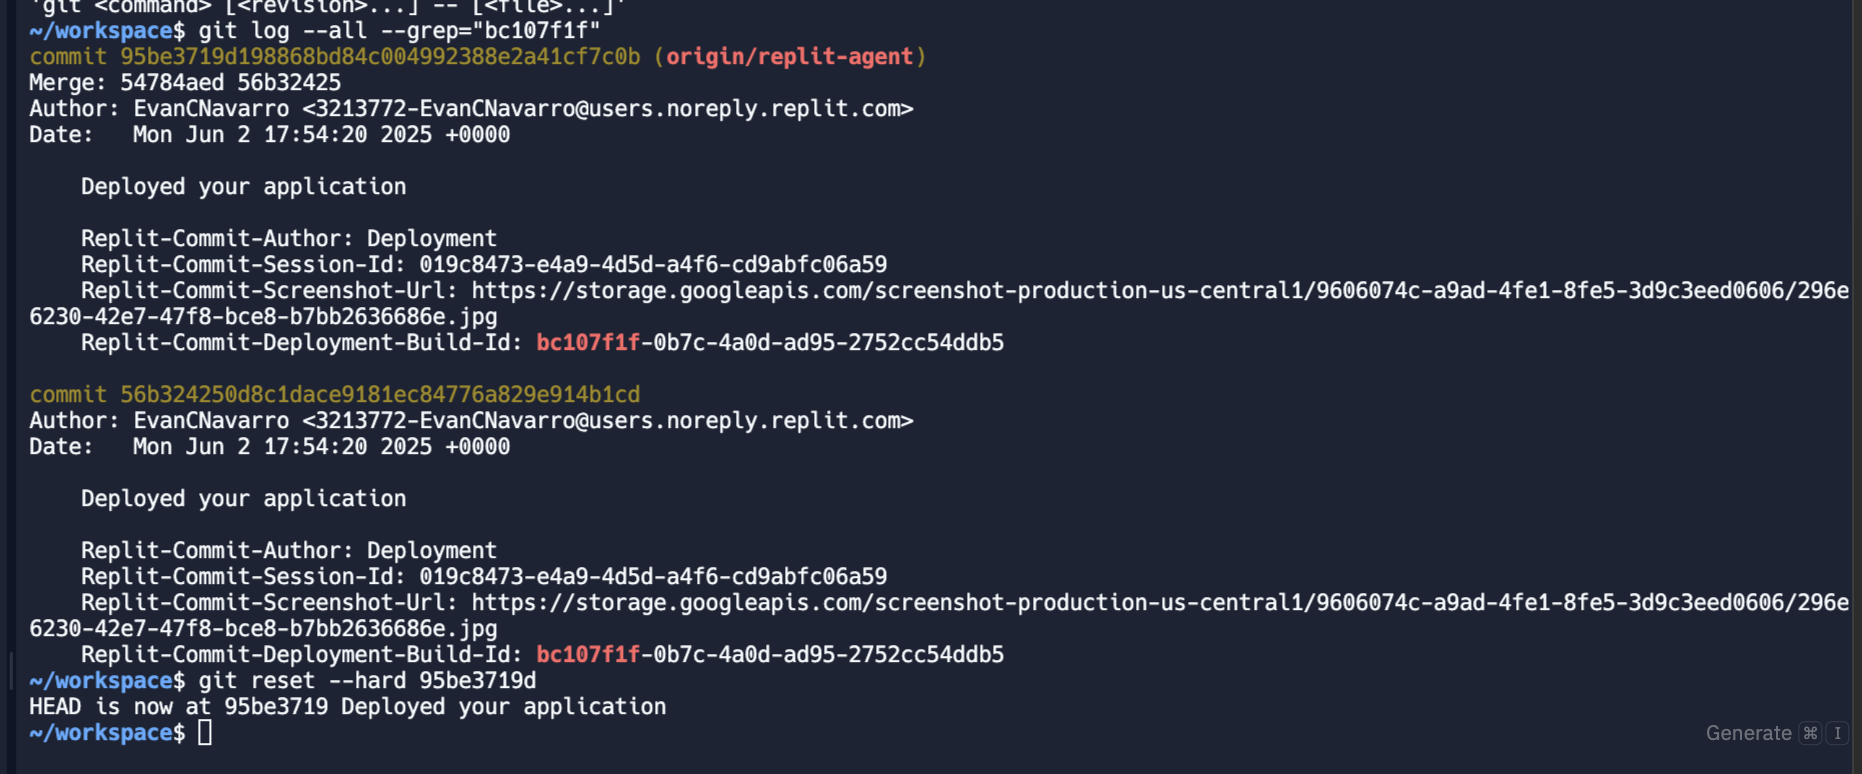 'git <command> [<revision>...] -- [<file>...]'
~/workspace$ git log --all --grep="bc107f1f"
commit 95be3719d198868bd84c004992388e2a41cf7c0b (origin/replit-agent)
Merge: 54784aed 56b32425
Author: EvanCNavarro <3213772-EvanCNavarro@users.noreply.replit.com>
Date:   Mon Jun 2 17:54:20 2025 +0000
    Deployed your application
    Replit-Commit-Author: Deployment
    Replit-Commit-Session-Id: 019c8473-e4a9-4d5d-a4f6-cd9abfc06a59
    Replit-Commit-Screenshot-Url: https://storage.googleapis.com/screenshot-production-us-central1/9606074c-a9ad-4fe1-8fe5-3d9c3eed0606/296e
6230-42e7-47f8-bce8-b7bb2636686e.jpg
    Replit-Commit-Deployment-Build-Id: bc107f1f-0b7c-4a0d-ad95-2752cc54ddb5
commit 56b324250d8c1dace9181ec84776a829e914b1cd
Author: EvanCNavarro <3213772-EvanCNavarro@users.noreply.replit.com>
Date:   Mon Jun 2 17:54:20 2025 +0000
    Deployed your application
    Replit-Commit-Author: Deployment
    Replit-Commit-Session-Id: 019c8473-e4a9-4d5d-a4f6-cd9abfc06a59
    Replit-Commit-Screenshot-Url: https://storage.googleapis.com/screenshot-production-us-central1/9606074c-a9ad-4fe1-8fe5-3d9c3eed0606/296e
6230-42e7-47f8-bce8-b7bb2636686e.jpg
    Replit-Commit-Deployment-Build-Id: bc107f1f-0b7c-4a0d-ad95-2752cc54ddb5
~/workspace$ git reset --hard 95be3719d
HEAD is now at 95be3719 Deployed your application
~/workspace$
Generate ⌘ I